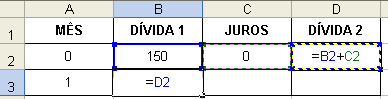 A B C D
1 MÊS DÍVIDA 1 JUROS DÍVIDA 2
2 0 150 0 =B2+C2
3 1 =D2